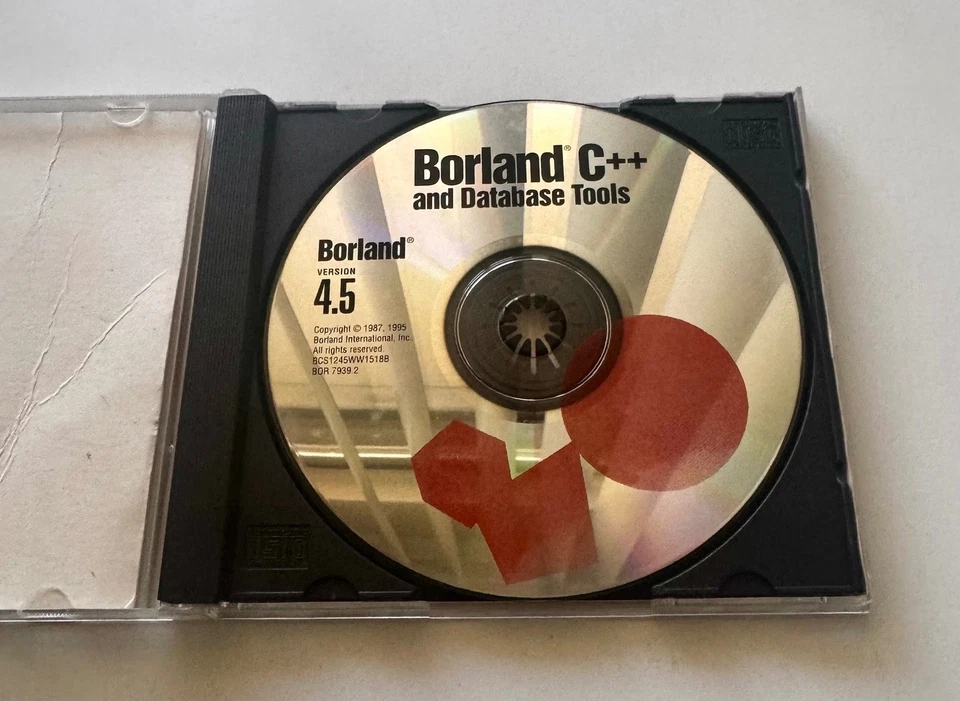 Borland® C++
and Database Tools
Borland®
VERSION
4.5
Copyright © 1987, 1995
Borland International, Inc.
All rights reserved.
BCS1245WW1518B
BOR 7939.2